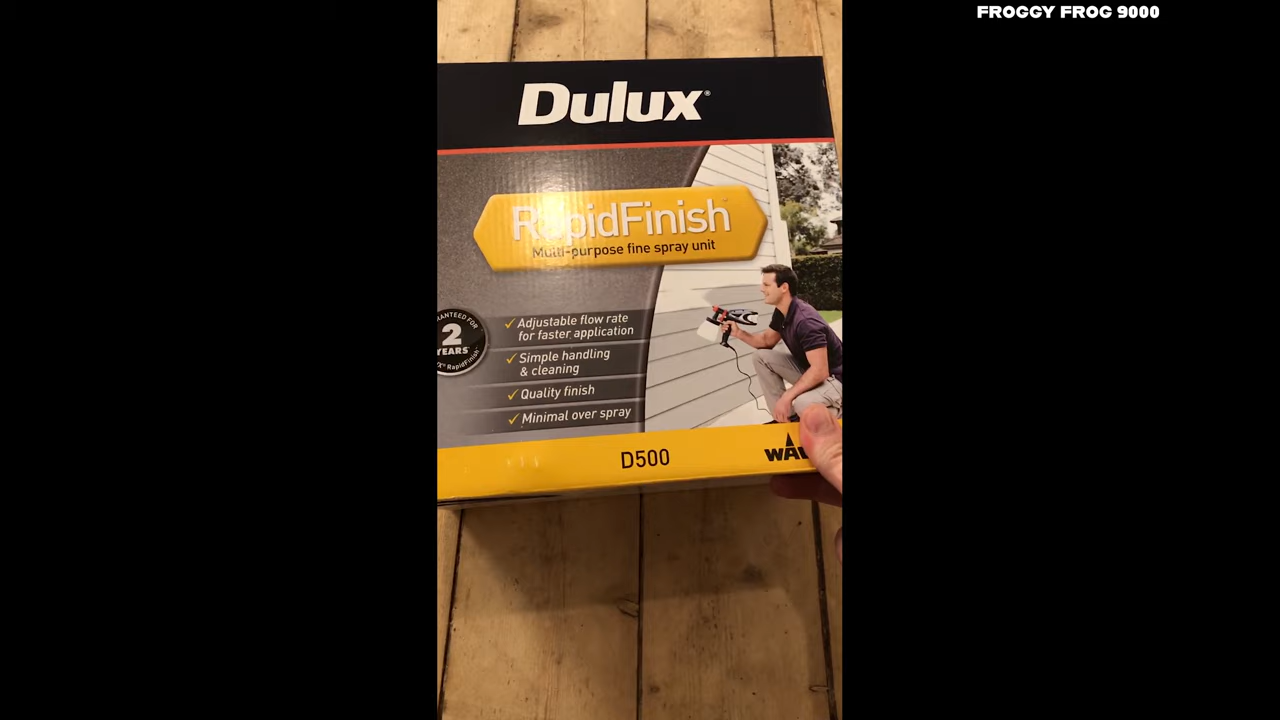 FROGGY FROG 9000
Dulux®
RapidFinish
Multi-purpose fine spray unit
✓ Adjustable flow rate
for faster application
✓ Simple handling
& cleaning
✓ Quality finish
✓ Minimal over spray
2
YEARS
RapidFinish
D500